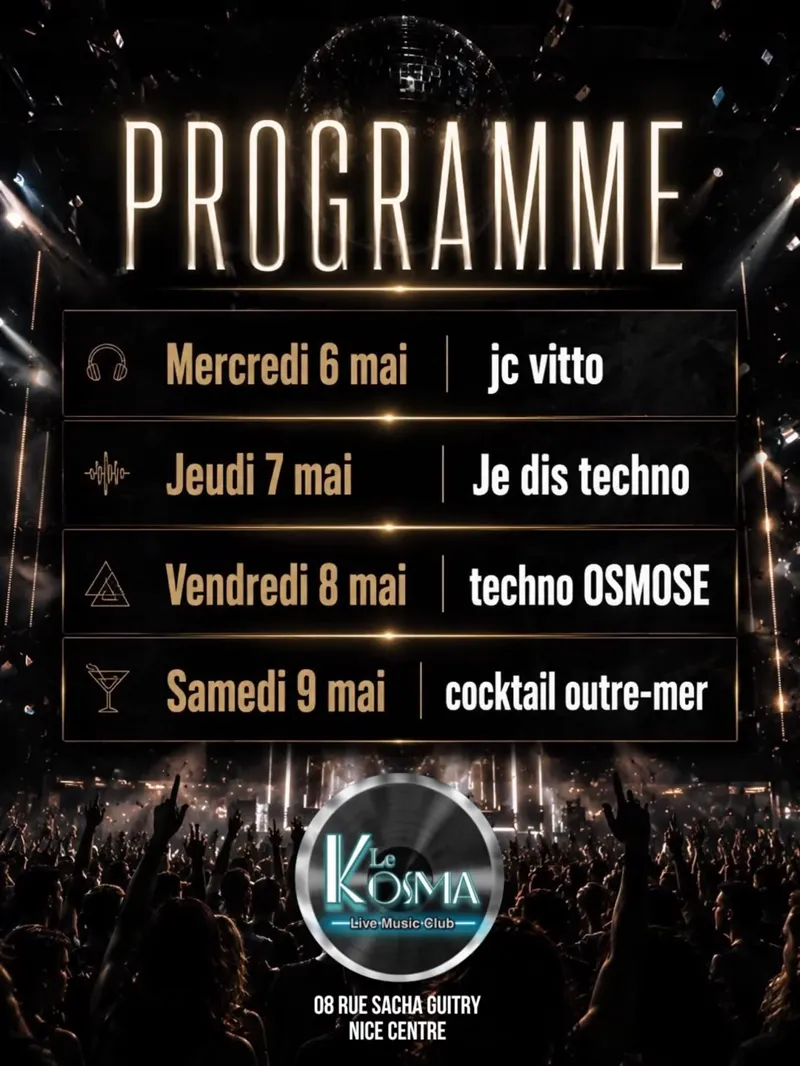 PROGRAMME
Mercredi 6 mai | jc vitto
Jeudi 7 mai | Je dis techno
Vendredi 8 mai | techno OSMOSE
Samedi 9 mai | cocktail outre-mer
Le KOSMA
Live Music Club
08 RUE SACHA GUITRY
NICE CENTRE